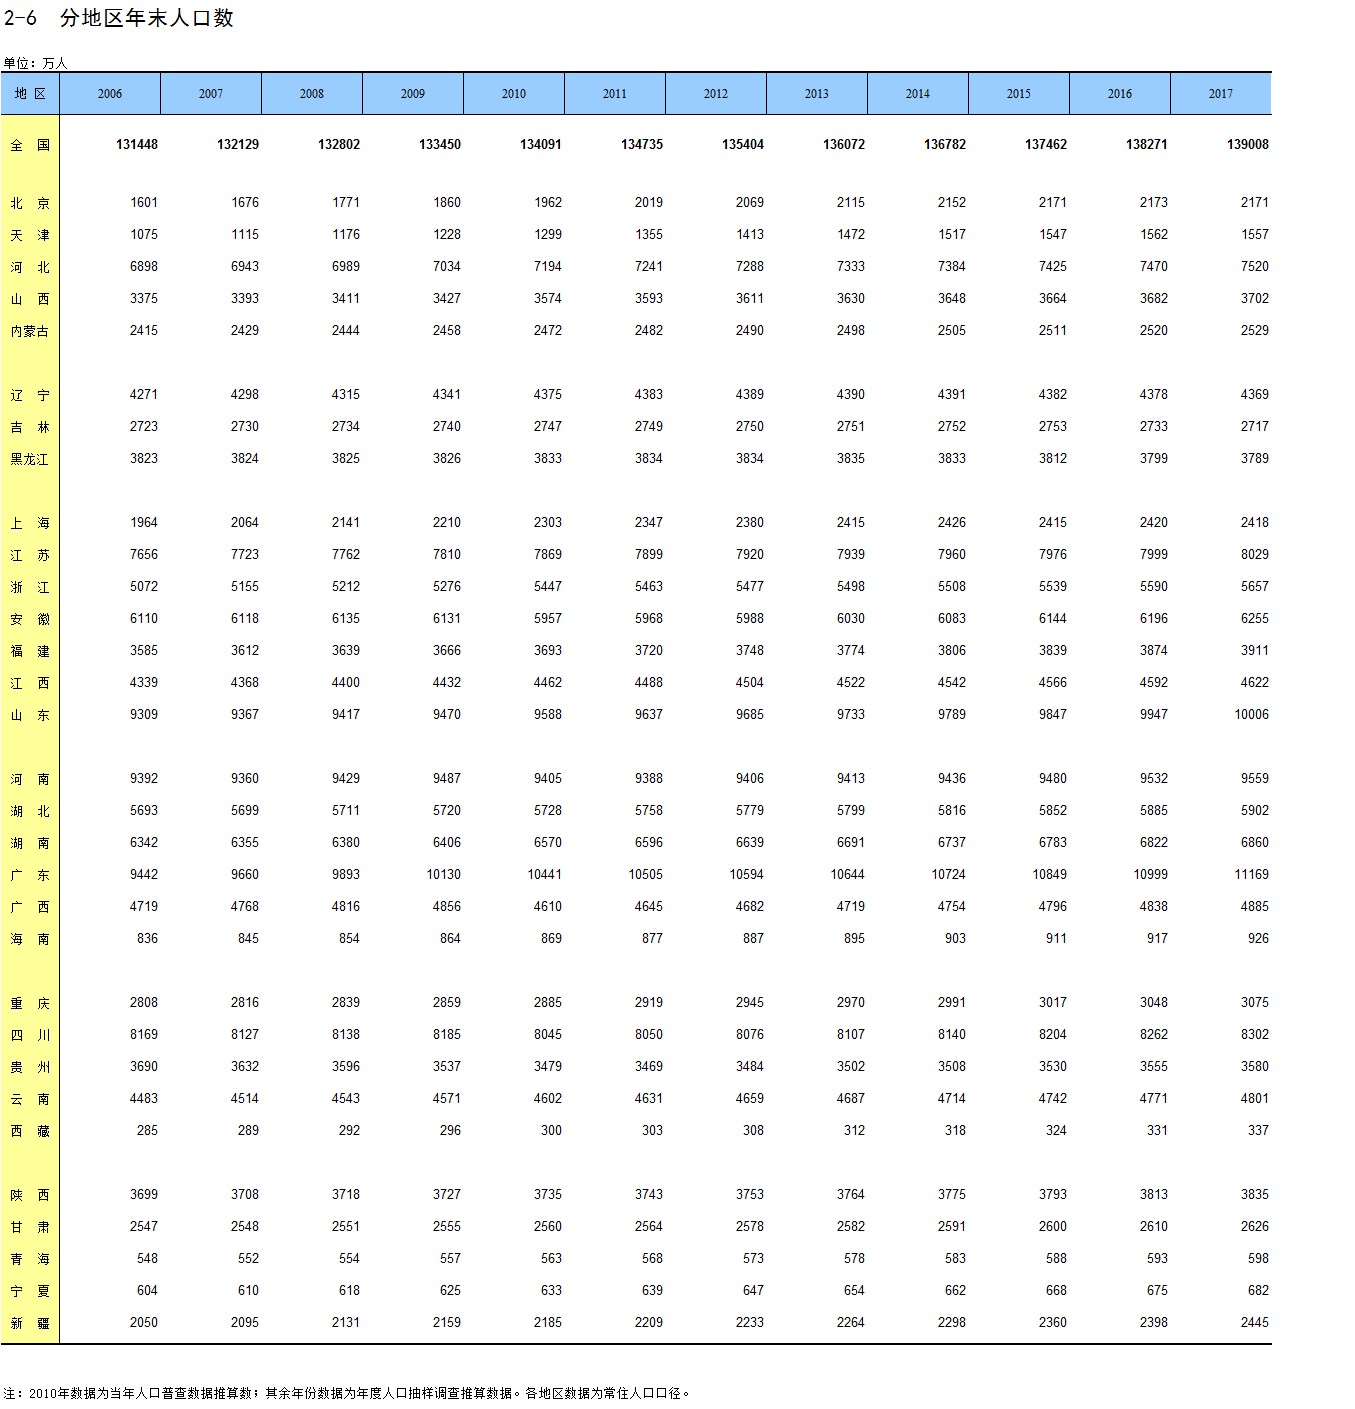 2-6 分地区年末人口数
单位：万人
地 区 2006 2007 2008 2009 2010 2011 2012 2013 2014 2015 2016 2017
全 国 131448 132129 132802 133450 134091 134735 135404 136072 136782 137462 138271 139008
北 京 1601 1676 1771 1860 1962 2019 2069 2115 2152 2171 2173 2171
天 津 1075 1115 1176 1228 1299 1355 1413 1472 1517 1547 1562 1557
河 北 6898 6943 6989 7034 7194 7241 7288 7333 7384 7425 7470 7520
山 西 3375 3393 3411 3427 3574 3593 3611 3630 3648 3664 3682 3702
内蒙古 2415 2429 2444 2458 2472 2482 2490 2498 2505 2511 2520 2529
辽 宁 4271 4298 4315 4341 4375 4383 4389 4390 4391 4382 4378 4369
吉 林 2723 2730 2734 2740 2747 2749 2750 2751 2752 2753 2733 2717
黑龙江 3823 3824 3825 3826 3833 3834 3834 3835 3833 3812 3799 3789
上 海 1964 2064 2141 2210 2303 2347 2380 2415 2426 2415 2420 2418
江 苏 7656 7723 7762 7810 7869 7899 7920 7939 7960 7976 7999 8029
浙 江 5072 5155 5212 5276 5447 5463 5477 5498 5508 5539 5590 5657
安 徽 6110 6118 6135 6131 5957 5968 5988 6030 6083 6144 6196 6255
福 建 3585 3612 3639 3666 3693 3720 3748 3774 3806 3839 3874 3911
江 西 4339 4368 4400 4432 4462 4488 4504 4522 4542 4566 4592 4622
山 东 9309 9367 9417 9470 9588 9637 9685 9733 9789 9847 9947 10006
河 南 9392 9360 9429 9487 9405 9388 9406 9413 9436 9480 9532 9559
湖 北 5693 5699 5711 5720 5728 5758 5779 5799 5816 5852 5885 5902
湖 南 6342 6355 6380 6406 6570 6596 6639 6691 6737 6783 6822 6860
广 东 9442 9660 9893 10130 10441 10505 10594 10644 10724 10849 10999 11169
广 西 4719 4768 4816 4856 4610 4645 4682 4719 4754 4796 4838 4885
海 南 836 845 854 864 869 877 887 895 903 911 917 926
重 庆 2808 2816 2839 2859 2885 2919 2945 2970 2991 3017 3048 3075
四 川 8169 8127 8138 8185 8045 8050 8076 8107 8140 8204 8262 8302
贵 州 3690 3632 3596 3537 3479 3469 3484 3502 3508 3530 3555 3580
云 南 4483 4514 4543 4571 4602 4631 4659 4687 4714 4742 4771 4801
西 藏 285 289 292 296 300 303 308 312 318 324 331 337
陕 西 3699 3708 3718 3727 3735 3743 3753 3764 3775 3793 3813 3835
甘 肃 2547 2548 2551 2555 2560 2564 2578 2582 2591 2600 2610 2626
青 海 548 552 554 557 563 568 573 578 583 588 593 598
宁 夏 604 610 618 625 633 639 647 654 662 668 675 682
新 疆 2050 2095 2131 2159 2185 2209 2233 2264 2298 2360 2398 2445
注：2010年数据为当年人口普查数据推算数；其余年份数据为年度人口抽样调查推算数据。各地区数据为常住人口口径。